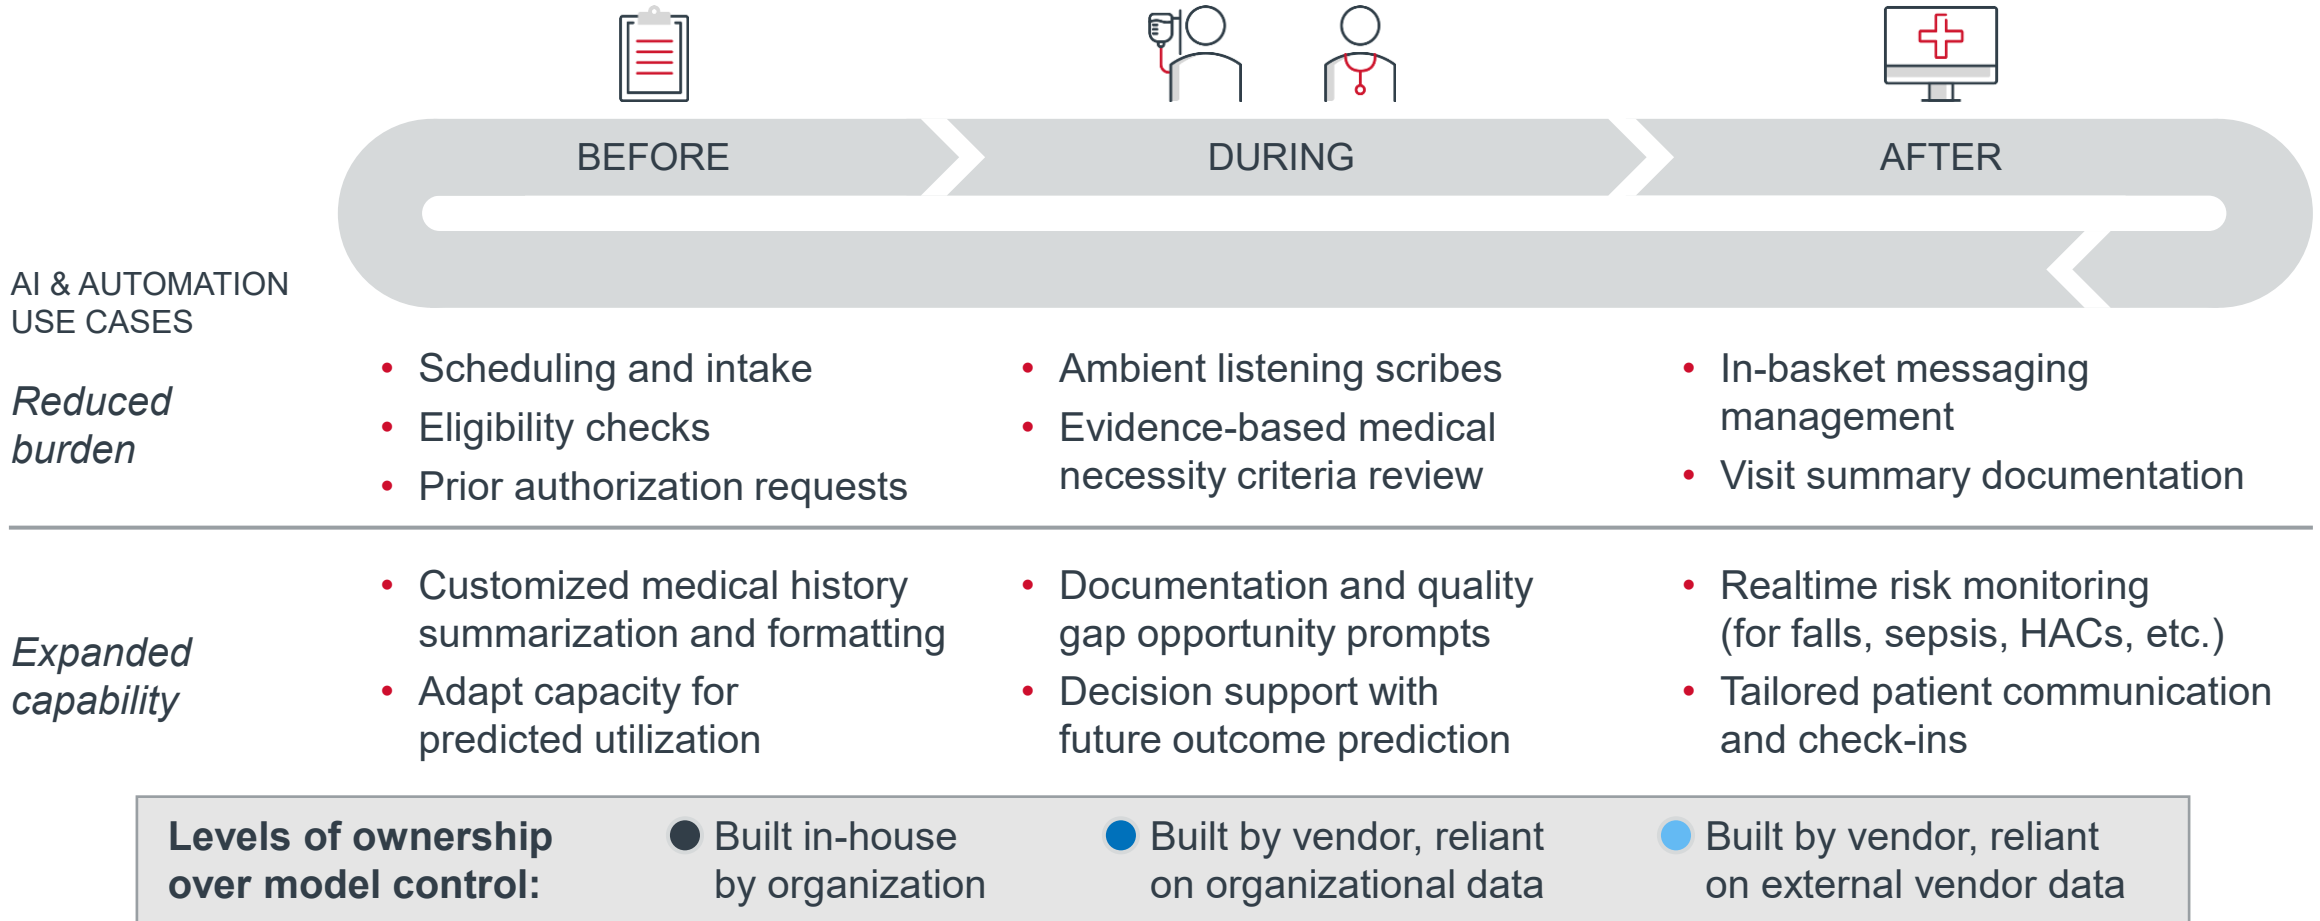 BEFORE
DURING
AFTER
AI & AUTOMATION
USE CASES
Reduced
burden
• Scheduling and intake
• Eligibility checks
• Prior authorization requests
• Ambient listening scribes
• Evidence-based medical
necessity criteria review
• In-basket messaging
management
• Visit summary documentation
Expanded
capability
• Customized medical history
summarization and formatting
• Adapt capacity for
predicted utilization
• Documentation and quality
gap opportunity prompts
• Decision support with
future outcome prediction
• Realtime risk monitoring
(for falls, sepsis, HACs, etc.)
• Tailored patient communication
and check-ins
Levels of ownership
over model control:
Built in-house
by organization
Built by vendor, reliant
on organizational data
Built by vendor, reliant
on external vendor data